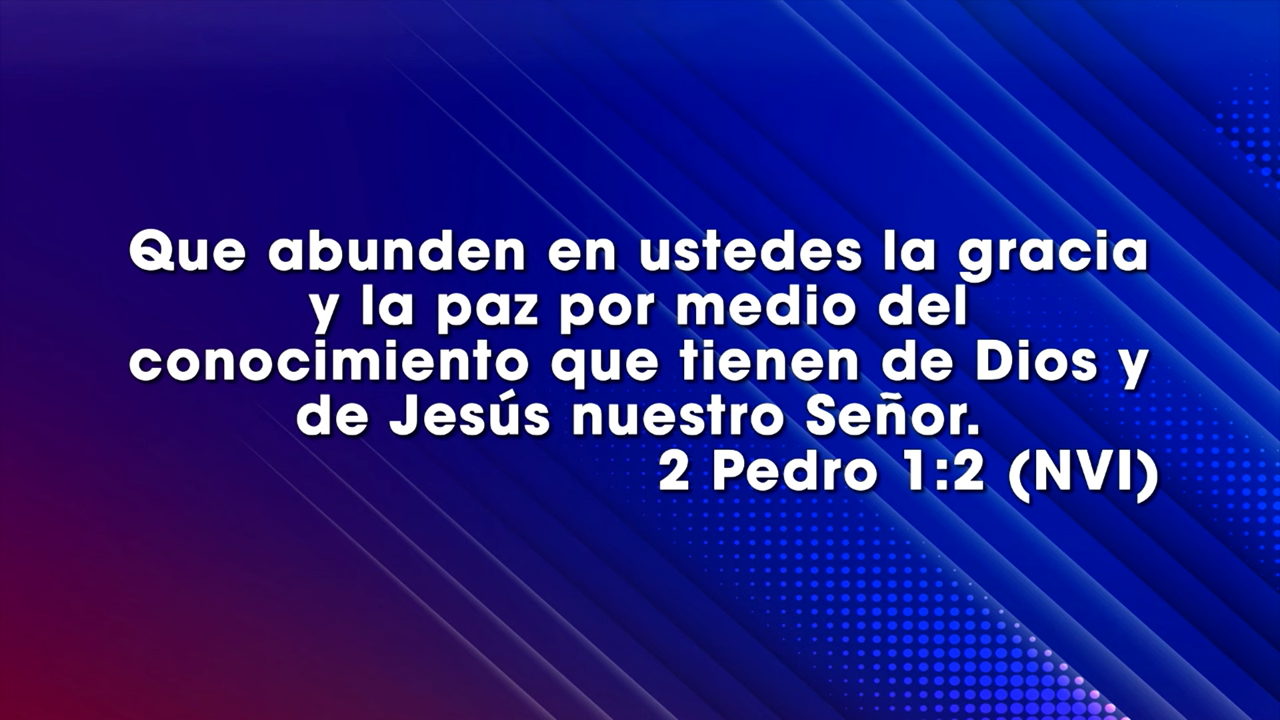 Que abunden en ustedes la gracia
y la paz por medio del
conocimiento que tienen de Dios y
de Jesús nuestro Señor.
2 Pedro 1:2 (NVI)